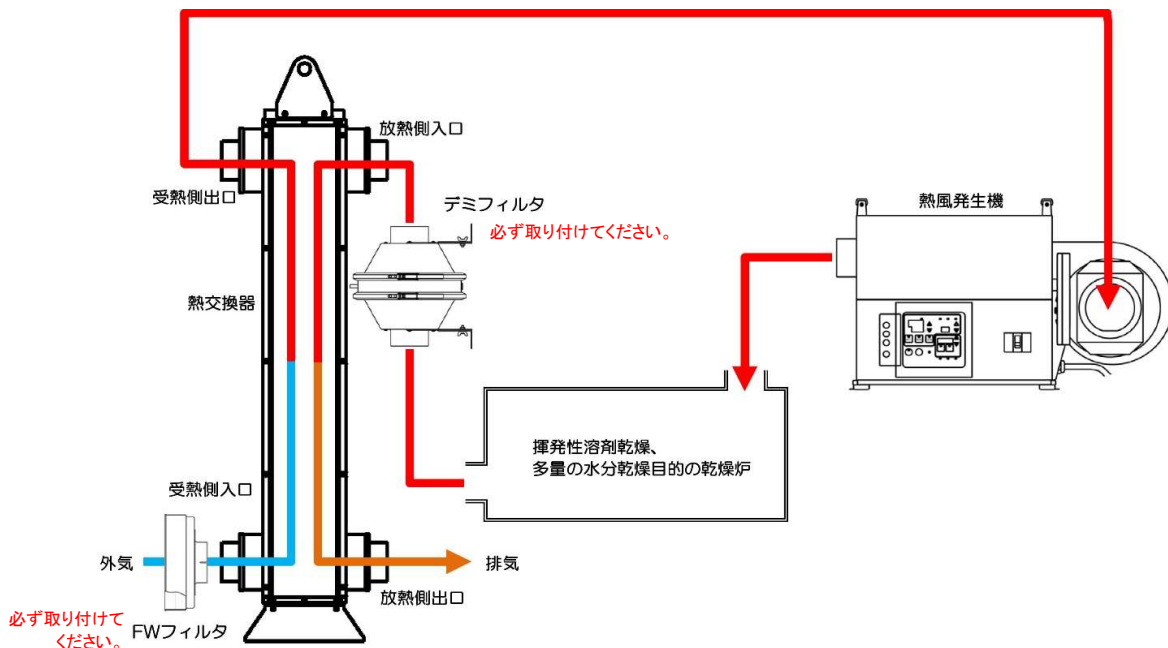 放熱側入口
受熱側出口
デミフィルタ
必ず取り付けてください。
熱風発生機
熱交換器
揮発性溶剤乾燥、
多量の水分乾燥目的の乾燥炉
受熱側入口
外気
排気
放熱側出口
必ず取り付けて
ください。
FWフィルタ